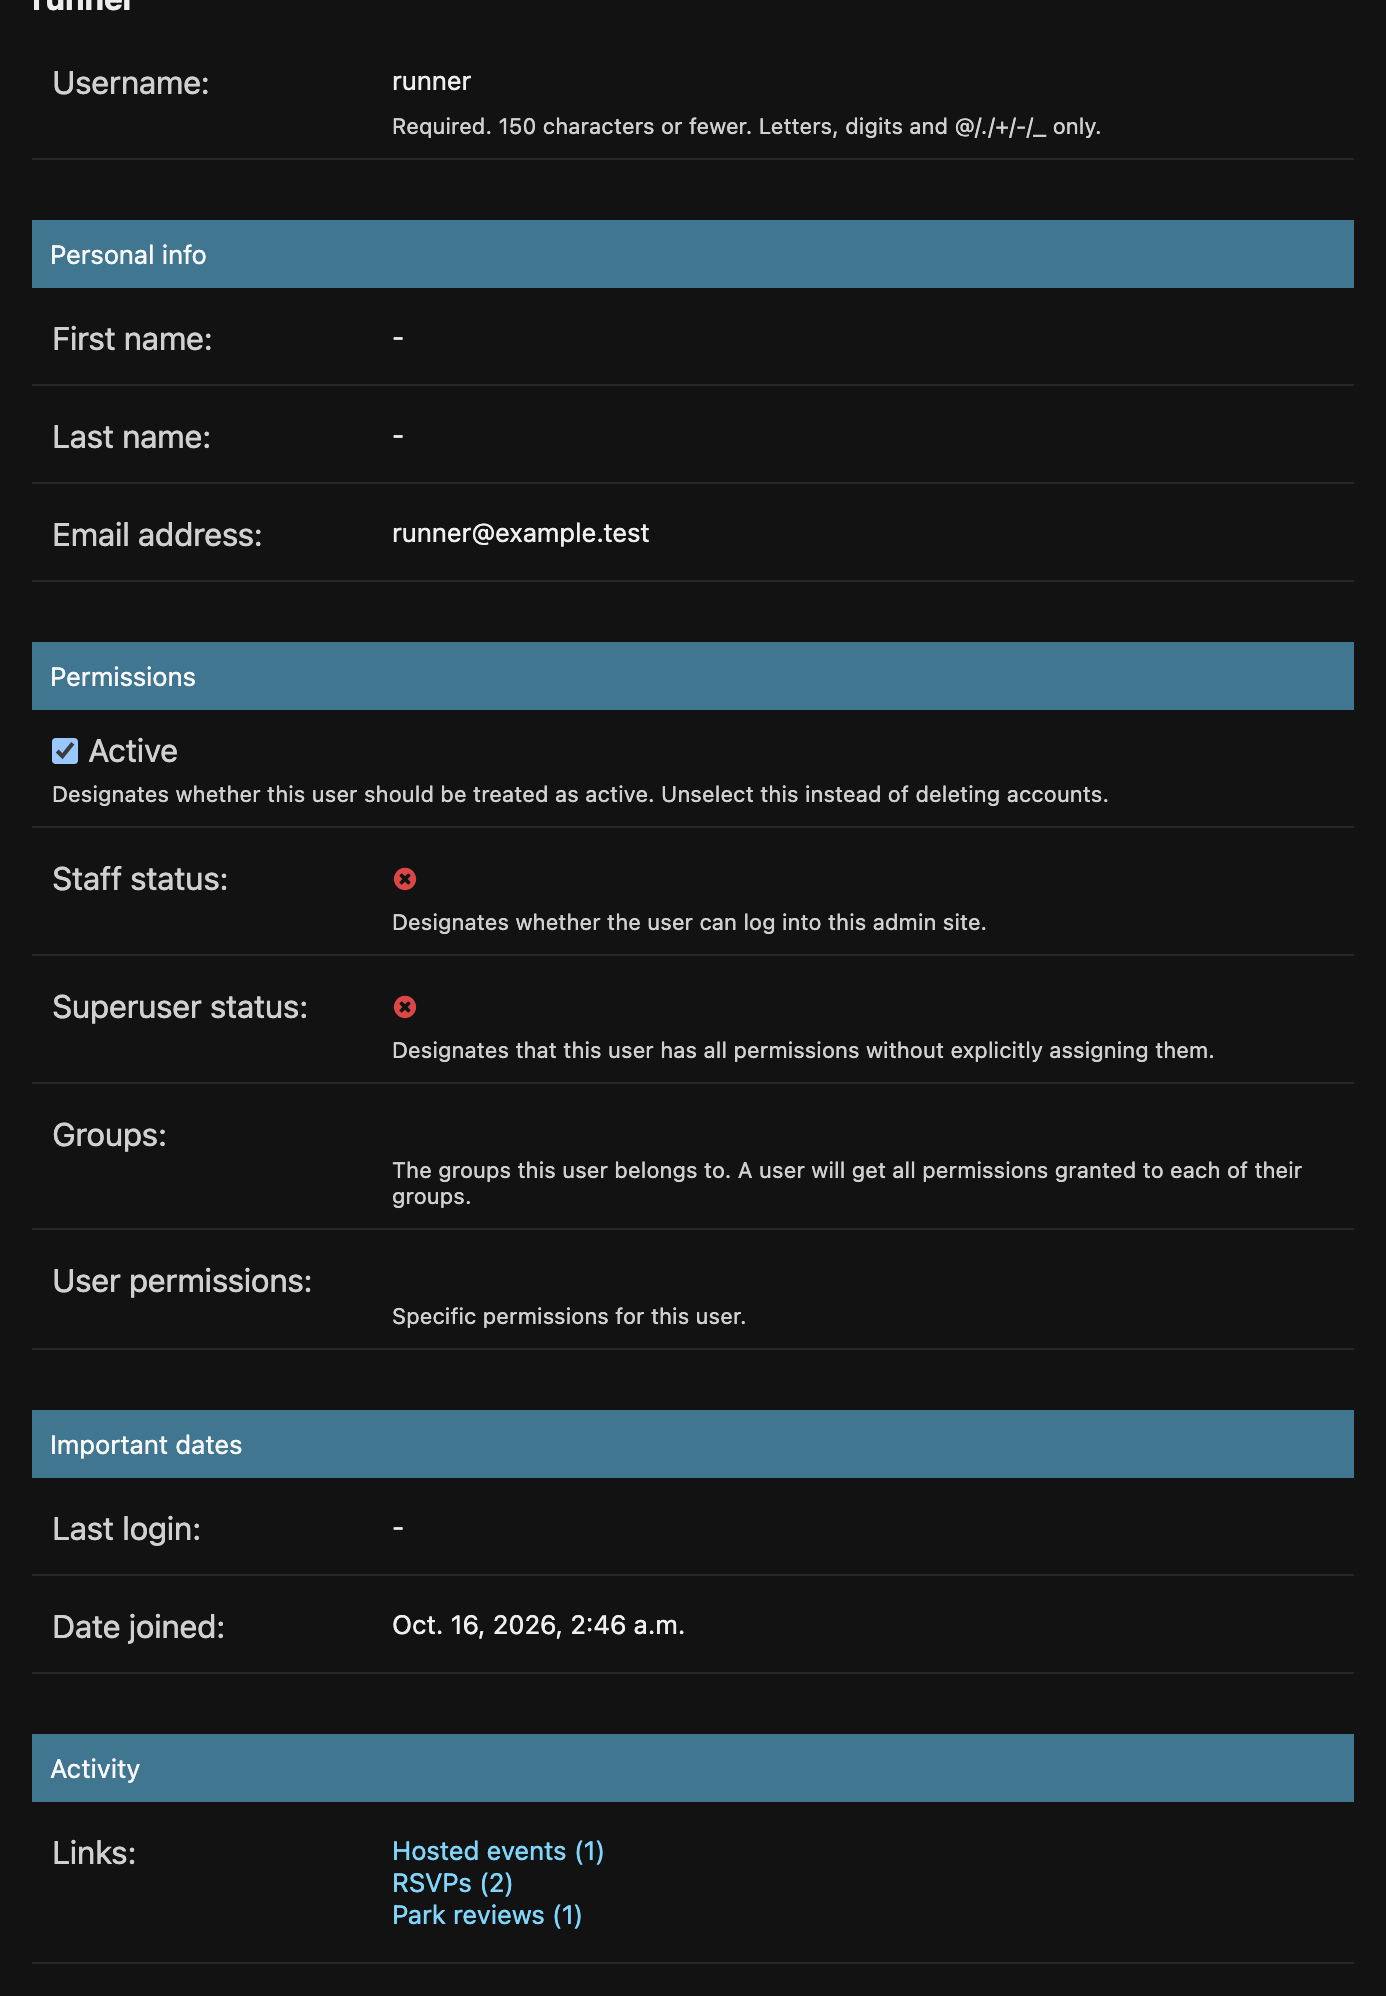 runner
Username:
runner
Required. 150 characters or fewer. Letters, digits and @/./+/-/_ only.
Personal info
First name:
-
Last name:
-
Email address:
runner@example.test
Permissions
Active
Designates whether this user should be treated as active. Unselect this instead of deleting accounts.
Staff status:
Designates whether the user can log into this admin site.
Superuser status:
Designates that this user has all permissions without explicitly assigning them.
Groups:
The groups this user belongs to. A user will get all permissions granted to each of their
groups.
User permissions:
Specific permissions for this user.
Important dates
Last login:
-
Date joined:
Oct. 16, 2026, 2:46 a.m.
Activity
Links:
Hosted events (1)
RSVPs (2)
Park reviews (1)